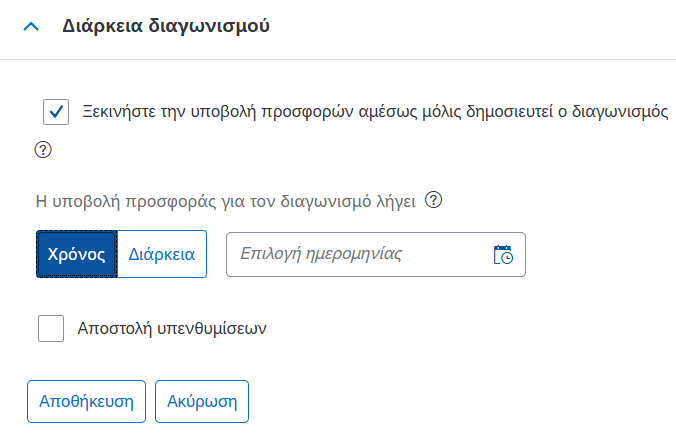 Διάρκεια διαγωνισμού
Ξεκινήστε την υποβολή προσφορών αμέσως μόλις δημοσιευτεί ο διαγωνισμός
?
Η υποβολή προσφοράς για τον διαγωνισμό λήγει ?
Χρόνος Διάρκεια Επιλογή ημερομηνίας
Αποστολή υπενθυμίσεων
Αποθήκευση Ακύρωση